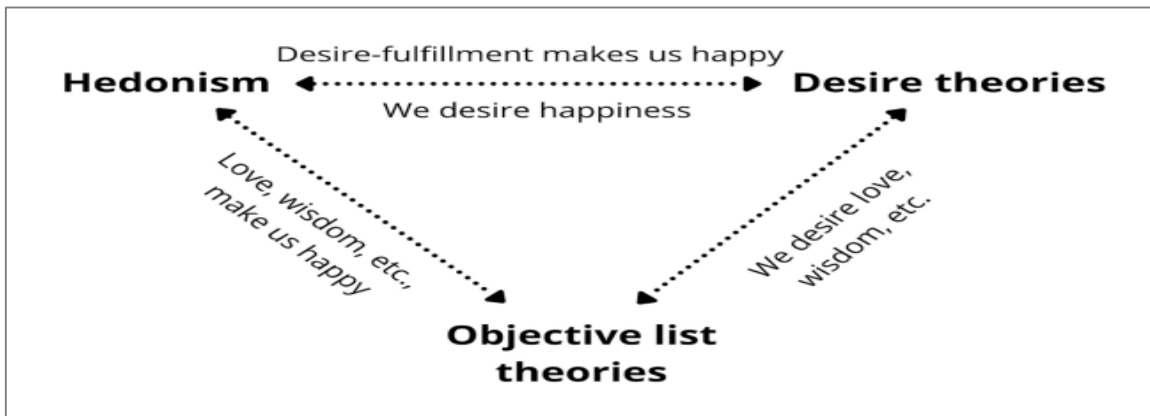 Desire-fulfillment makes us happy
Hedonism
Desire theories
We desire happiness
Love, wisdom, etc.,
make us happy
We desire love,
wisdom, etc.
Objective list
theories